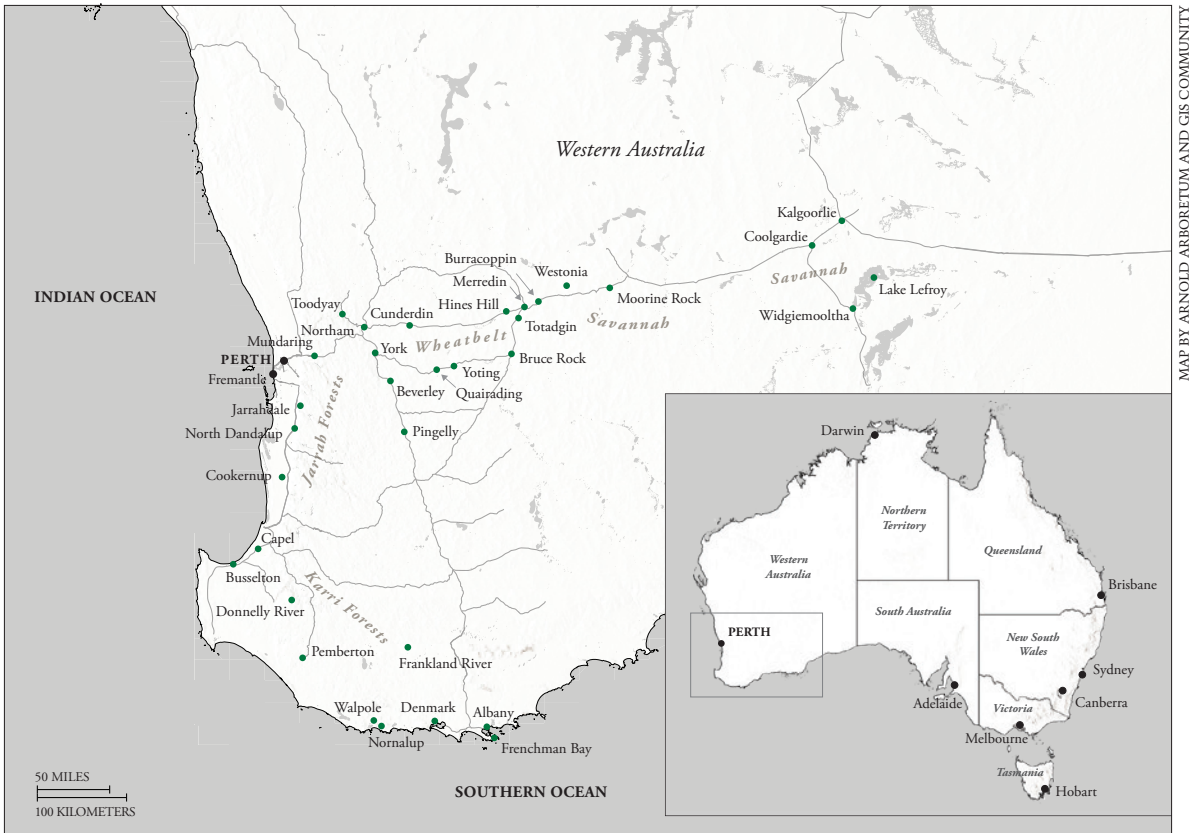 MAP BY ARNOLD ARBORETUM AND GIS COMMUNITY
Western Australia
Kalgoorlie
Coolgardie
Burracoppin
Westonia
Savannah
Merredin
Lake Lefroy
INDIAN OCEAN
Moorine Rock
Toodyay
Hines Hill
Cunderdin
Widgiemooltha
Savannah
Northam
Totadgin
Mundaring
Wheatbelt
York
PERTH
Bruce Rock
Yoting
Fremantle
Beverley
Quairading
Jarrahdale
Jarrah Forests
North Dandalup
Pingelly
Cookernup
Capel
Busselton
Karri Forests
Donnelly River
Pemberton
Frankland River
Walpole
Denmark
Albany
Nornalup
Frenchman Bay
50 MILES
100 KILOMETERS
SOUTHERN OCEAN
Darwin
Northern
Territory
Western
Australia
Queensland
Brisbane
South Australia
PERTH
New South
Wales
Sydney
Adelaide
Canberra
Victoria
Melbourne
Tasmania
Hobart